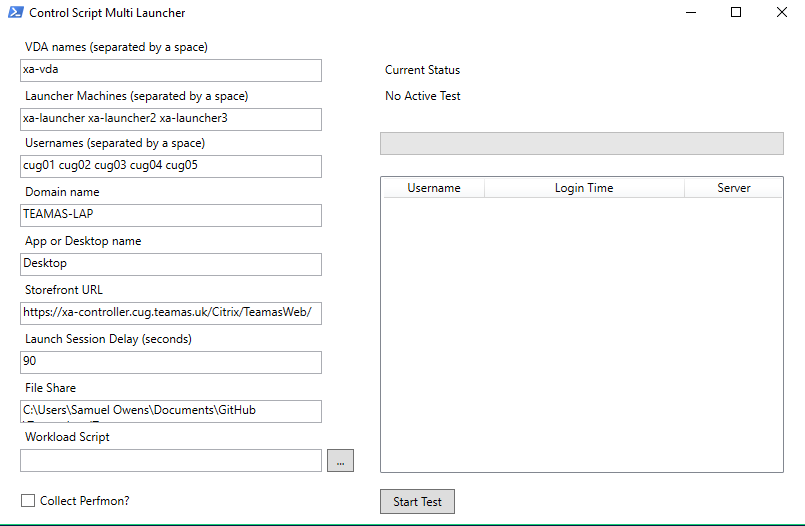 Control Script Multi Launcher
VDA names (separated by a space)
xa-vda
Launcher Machines (separated by a space)
xa-launcher xa-launcher2 xa-launcher3
Usernames (separated by a space)
cug01 cug02 cug03 cug04 cug05
Domain name
TEAMAS-LAP
App or Desktop name
Desktop
Storefront URL
https://xa-controller.cug.teamas.uk/Citrix/TeamasWeb/
Launch Session Delay (seconds)
90
File Share
C:\Users\Samuel Owens\Documents\GitHub
Workload Script
...
Collect Perfmon?
Current Status
No Active Test
Username Login Time Server
Start Test